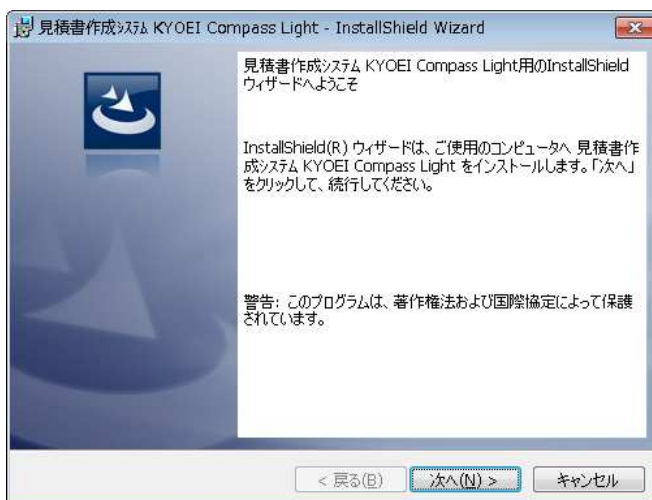 見積書作成ｼｽﾃﾑ KYOEI Compass Light - InstallShield Wizard
見積書作成ｼｽﾃﾑ KYOEI Compass Light用のInstallShield
ウィザードへようこそ
InstallShield(R) ウィザードは、ご使用のコンピュータへ 見積書作
成ｼｽﾃﾑ KYOEI Compass Light をインストールします。「次へ」
をクリックして、続行してください。
警告: このプログラムは、著作権法および国際協定によって保護
されています。
< 戻る(B)
次へ(N) >
キャンセル